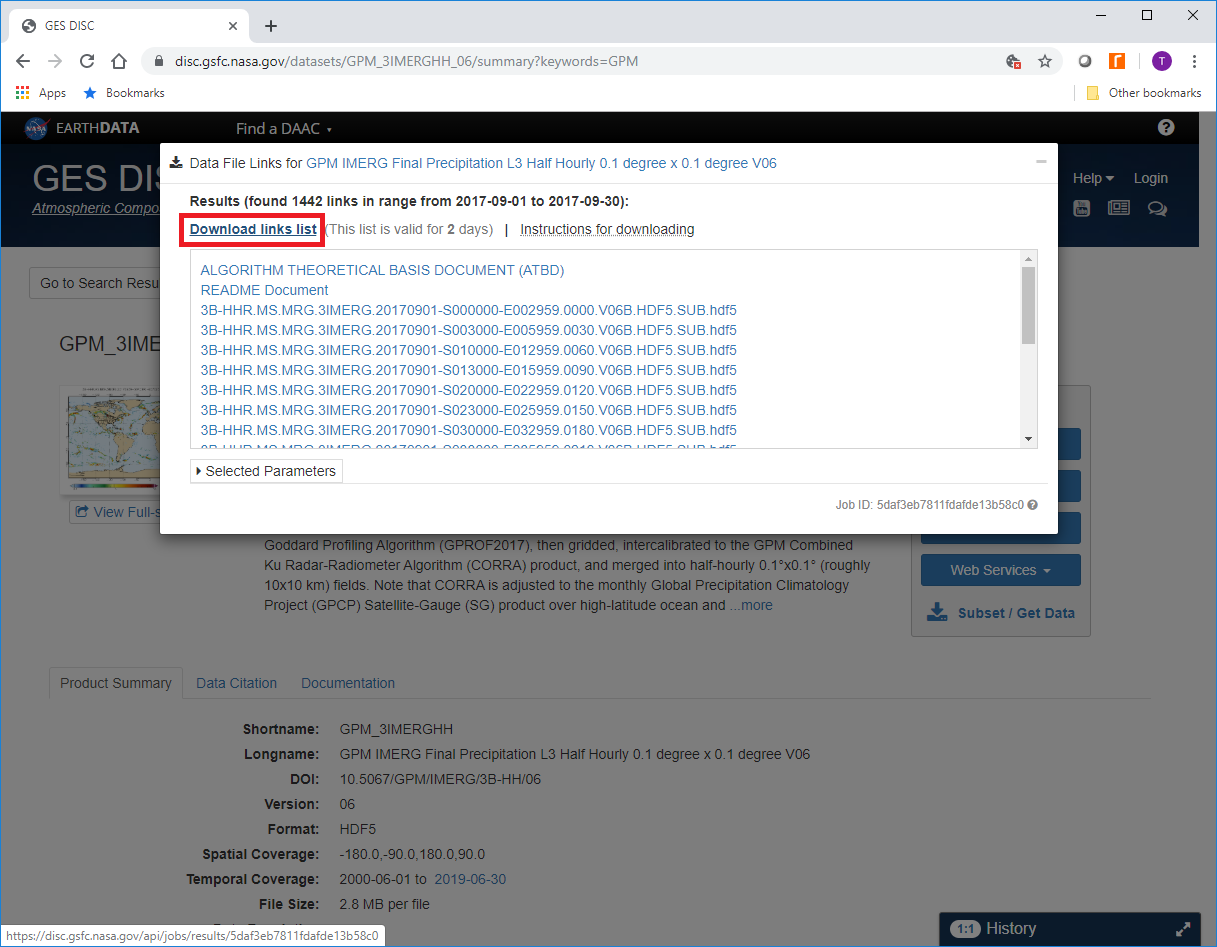 GES DISC
disc.gsfc.nasa.gov/datasets/GPM_3IMERGHH_06/summary?keywords=GPM
T
Apps Bookmarks Other bookmarks
NASA EARTHDATA Find a DAAC
GES DIS
Atmospheric Compo
Help Login
You Tube
Data File Links for GPM IMERG Final Precipitation L3 Half Hourly 0.1 degree x 0.1 degree V06
Results (found 1442 links in range from 2017-09-01 to 2017-09-30):
Download links list (This list is valid for 2 days) | Instructions for downloading
ALGORITHM THEORETICAL BASIS DOCUMENT (ATBD)
README Document
3B-HHR.MS.MRG.3IMERG.20170901-S000000-E002959.0000.V06B.HDF5.SUB.hdf5
3B-HHR.MS.MRG.3IMERG.20170901-S003000-E005959.0030.V06B.HDF5.SUB.hdf5
3B-HHR.MS.MRG.3IMERG.20170901-S010000-E012959.0060.V06B.HDF5.SUB.hdf5
3B-HHR.MS.MRG.3IMERG.20170901-S013000-E015959.0090.V06B.HDF5.SUB.hdf5
3B-HHR.MS.MRG.3IMERG.20170901-S020000-E022959.0120.V06B.HDF5.SUB.hdf5
3B-HHR.MS.MRG.3IMERG.20170901-S023000-E025959.0150.V06B.HDF5.SUB.hdf5
3B-HHR.MS.MRG.3IMERG.20170901-S030000-E032959.0180.V06B.HDF5.SUB.hdf5
Selected Parameters
Job ID: 5daf3eb7811fdafde13b58c0
Go to Search Resu
GPM_3IME
View Full-s
Goddard Profiling Algorithm (GPROF2017), then gridded, intercalibrated to the GPM Combined
Ku Radar-Radiometer Algorithm (CORRA) product, and merged into half-hourly 0.1°x0.1° (roughly
10x10 km) fields. Note that CORRA is adjusted to the monthly Global Precipitation Climatology
Project (GPCP) Satellite-Gauge (SG) product over high-latitude ocean and ...more
Web Services
Subset / Get Data
Product Summary Data Citation Documentation
Shortname: GPM_3IMERGHH
Longname: GPM IMERG Final Precipitation L3 Half Hourly 0.1 degree x 0.1 degree V06
DOI: 10.5067/GPM/IMERG/3B-HH/06
Version: 06
Format: HDF5
Spatial Coverage: -180.0,-90.0,180.0,90.0
Temporal Coverage: 2000-06-01 to 2019-06-30
File Size: 2.8 MB per file
https://disc.gsfc.nasa.gov/api/jobs/results/5daf3eb7811fdafde13b58c0
1:1 History